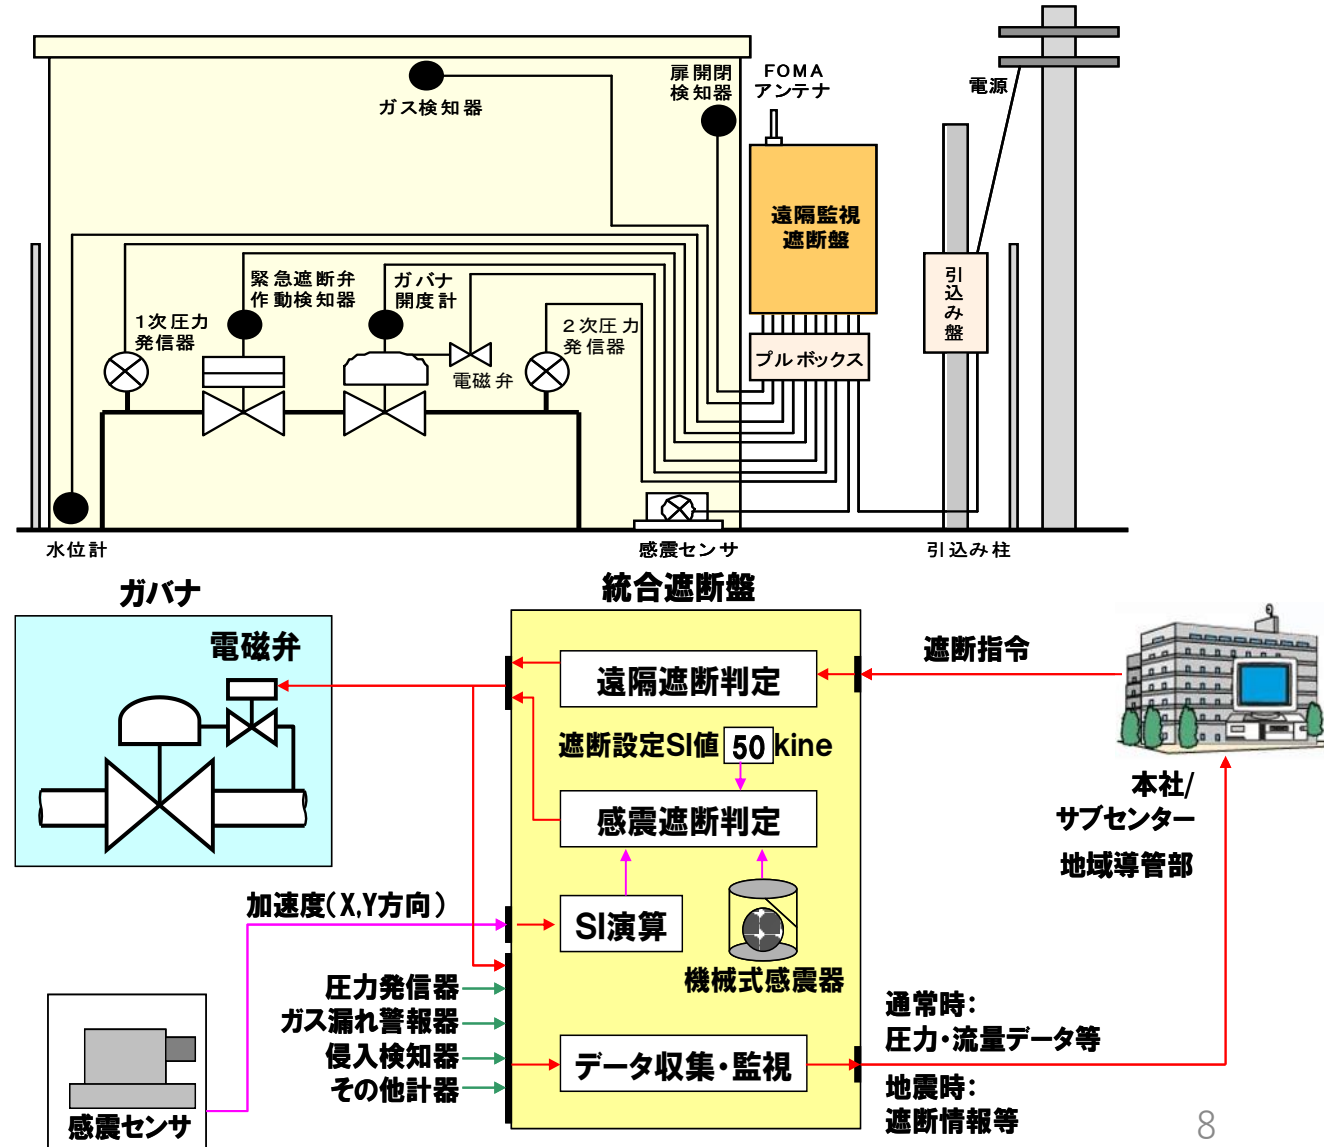 ガス検知器
扉開閉
検知器
FOMA
アンテナ
電源
遠隔監視
遮断盤
緊急遮断弁
作動検知器
ガバナ
開度計
引込み盤
1次圧力
発信器
2次圧力
発信器
電磁弁
プルボックス
水位計
感震センサ
引込み柱
ガバナ
統合遮断盤
電磁弁
遠隔遮断判定
遮断指令
遮断設定SI値 50 kine
感震遮断判定
本社/
サブセンター
地域導管部
加速度(X,Y方向)
SI演算
機械式感震器
圧力発信器
ガス漏れ警報器
侵入検知器
その他計器
データ収集・監視
通常時:
圧力・流量データ等
地震時:
遮断情報等
感震センサ
8